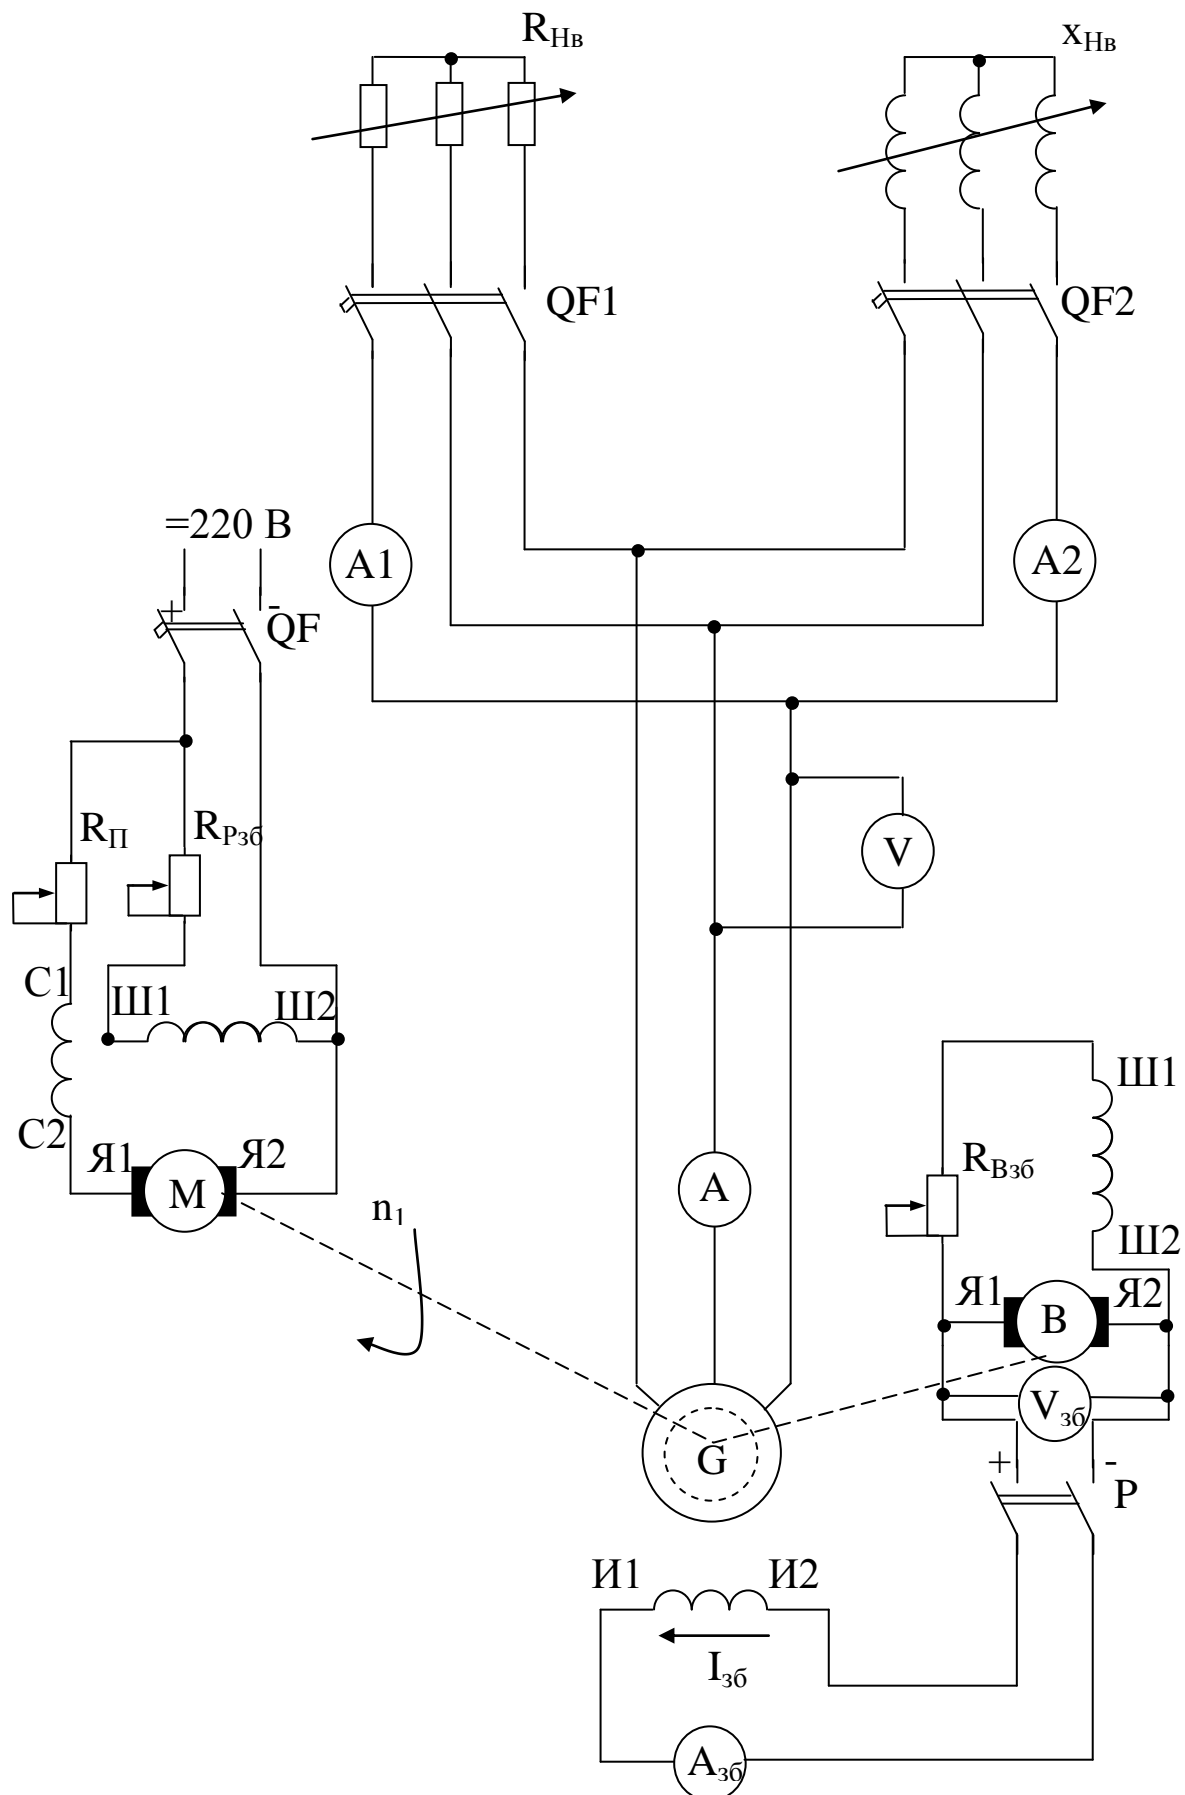 R_Нв
x_Нв
QF1
QF2
=220 В
+
-
QF
A1
A2
R_П
R_Рзб
V
С1
Ш1
Ш2
С2
Я1
Я2
М
n_1
A
Ш1
R_Взб
Ш2
Я1
Я2
В
V_зб
G
+
-
Р
И1
И2
I_зб
А_зб